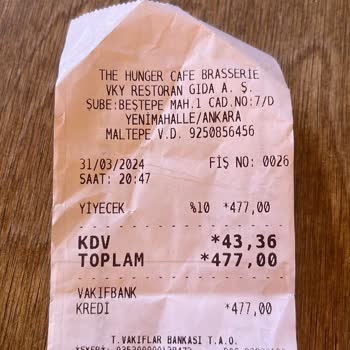 THE HUNGER CAFE BRASSERIE
VKY RESTORAN GIDA A. Ş.
ŞUBE:BEŞTEPE MAH.1 CAD.NO:7/D
YENİMAHALLE/ANKARA
MALTEPE V.D. 9250856456
31/03/2024 FİŞ NO: 0026
SAAT: 20:47
YİYECEK %10 *477,00
KDV *43,36
TOPLAM *477,00
VAKIFBANK
KREDİ *477,00
T.VAKIFLAR BANKASI T.A.O.